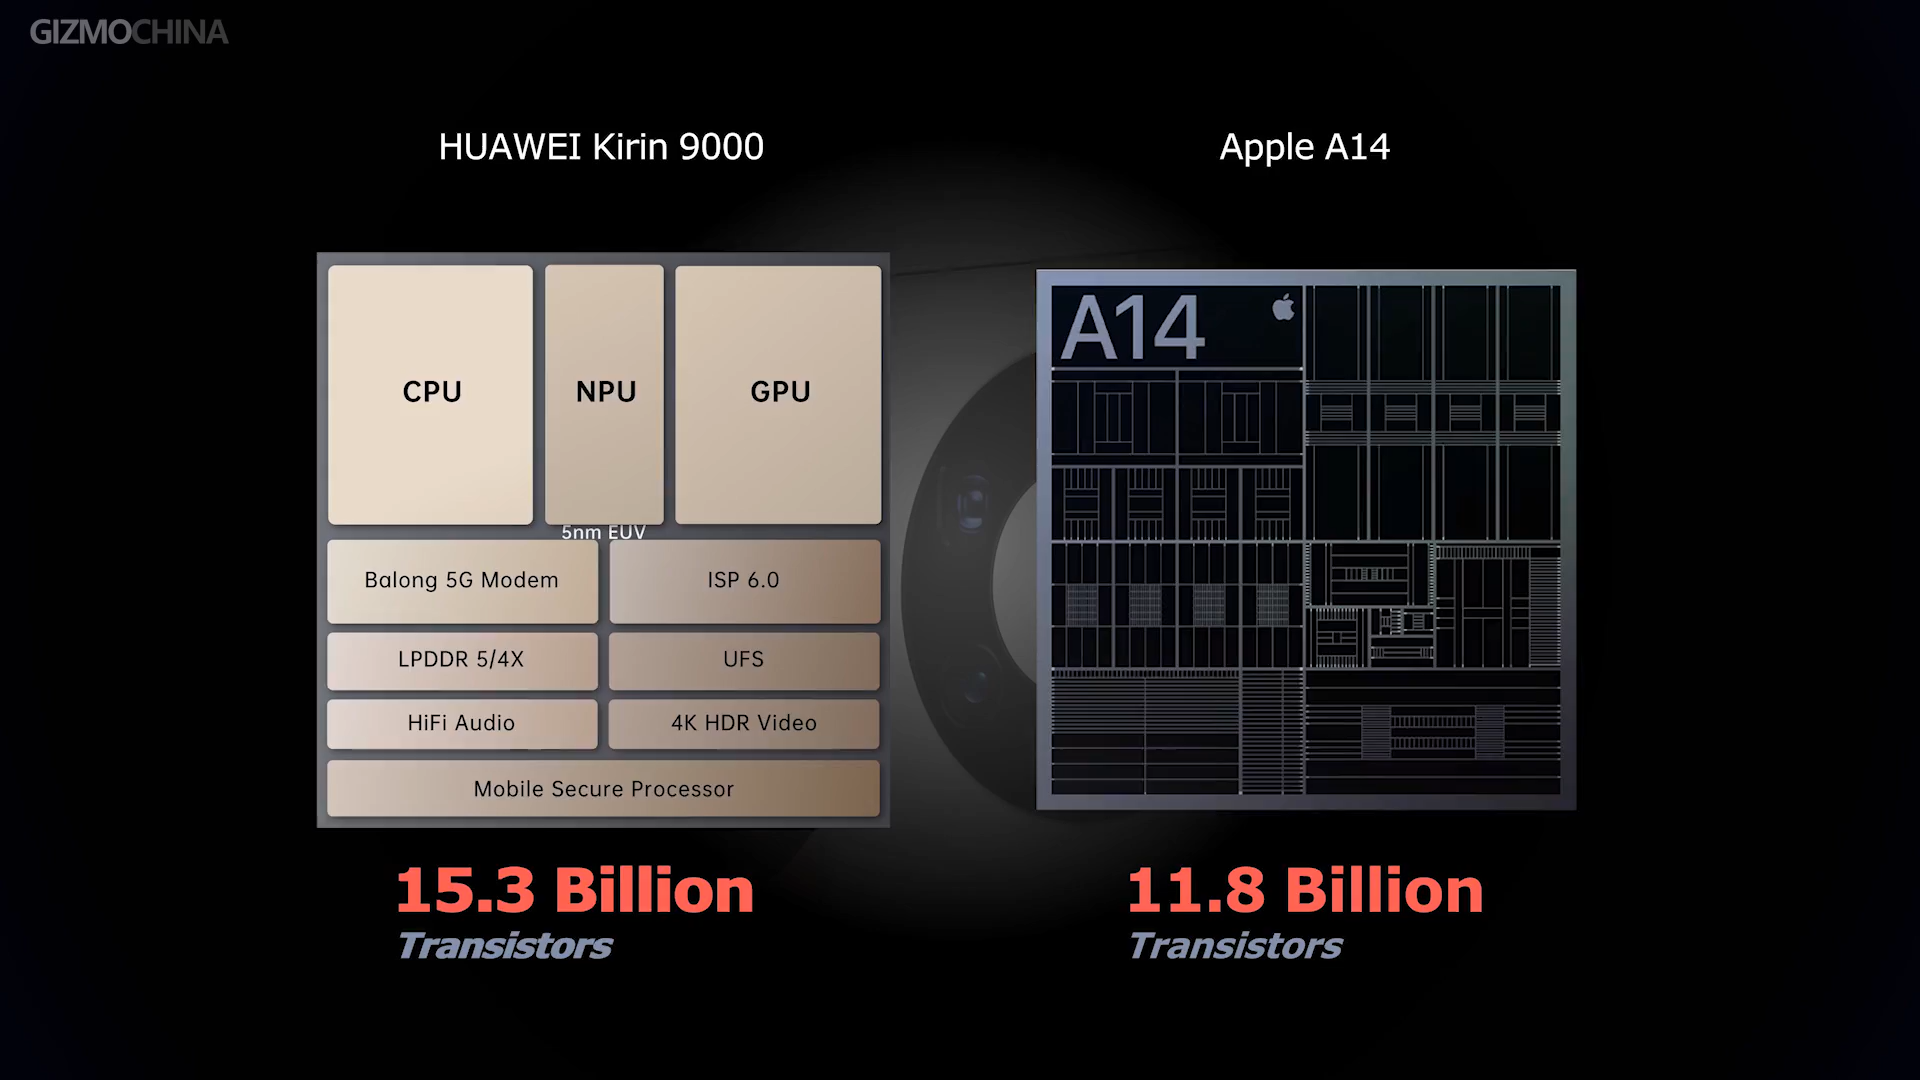 GIZMOCHINA
HUAWEI Kirin 9000
Apple A14
CPU
NPU
GPU
5nm EUV
Balong 5G Modem
ISP 6.0
LPDDR 5/4X
UFS
HiFi Audio
4K HDR Video
Mobile Secure Processor
A14
15.3 Billion
Transistors
11.8 Billion
Transistors